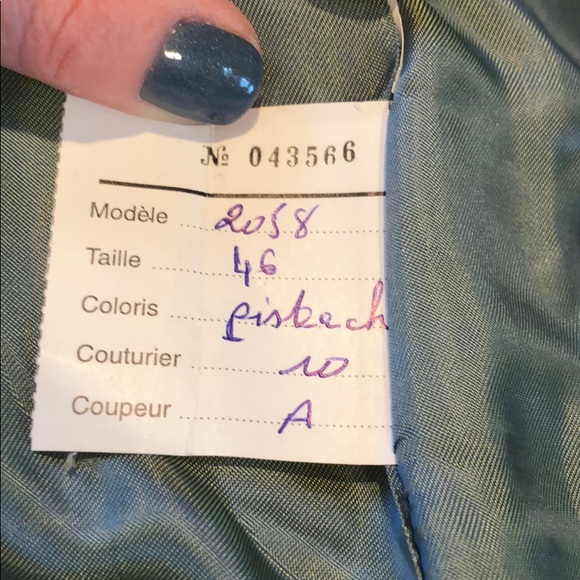 № 043566
Modèle 2058
Taille 46
Coloris pistach
Couturier 10
Coupeur A